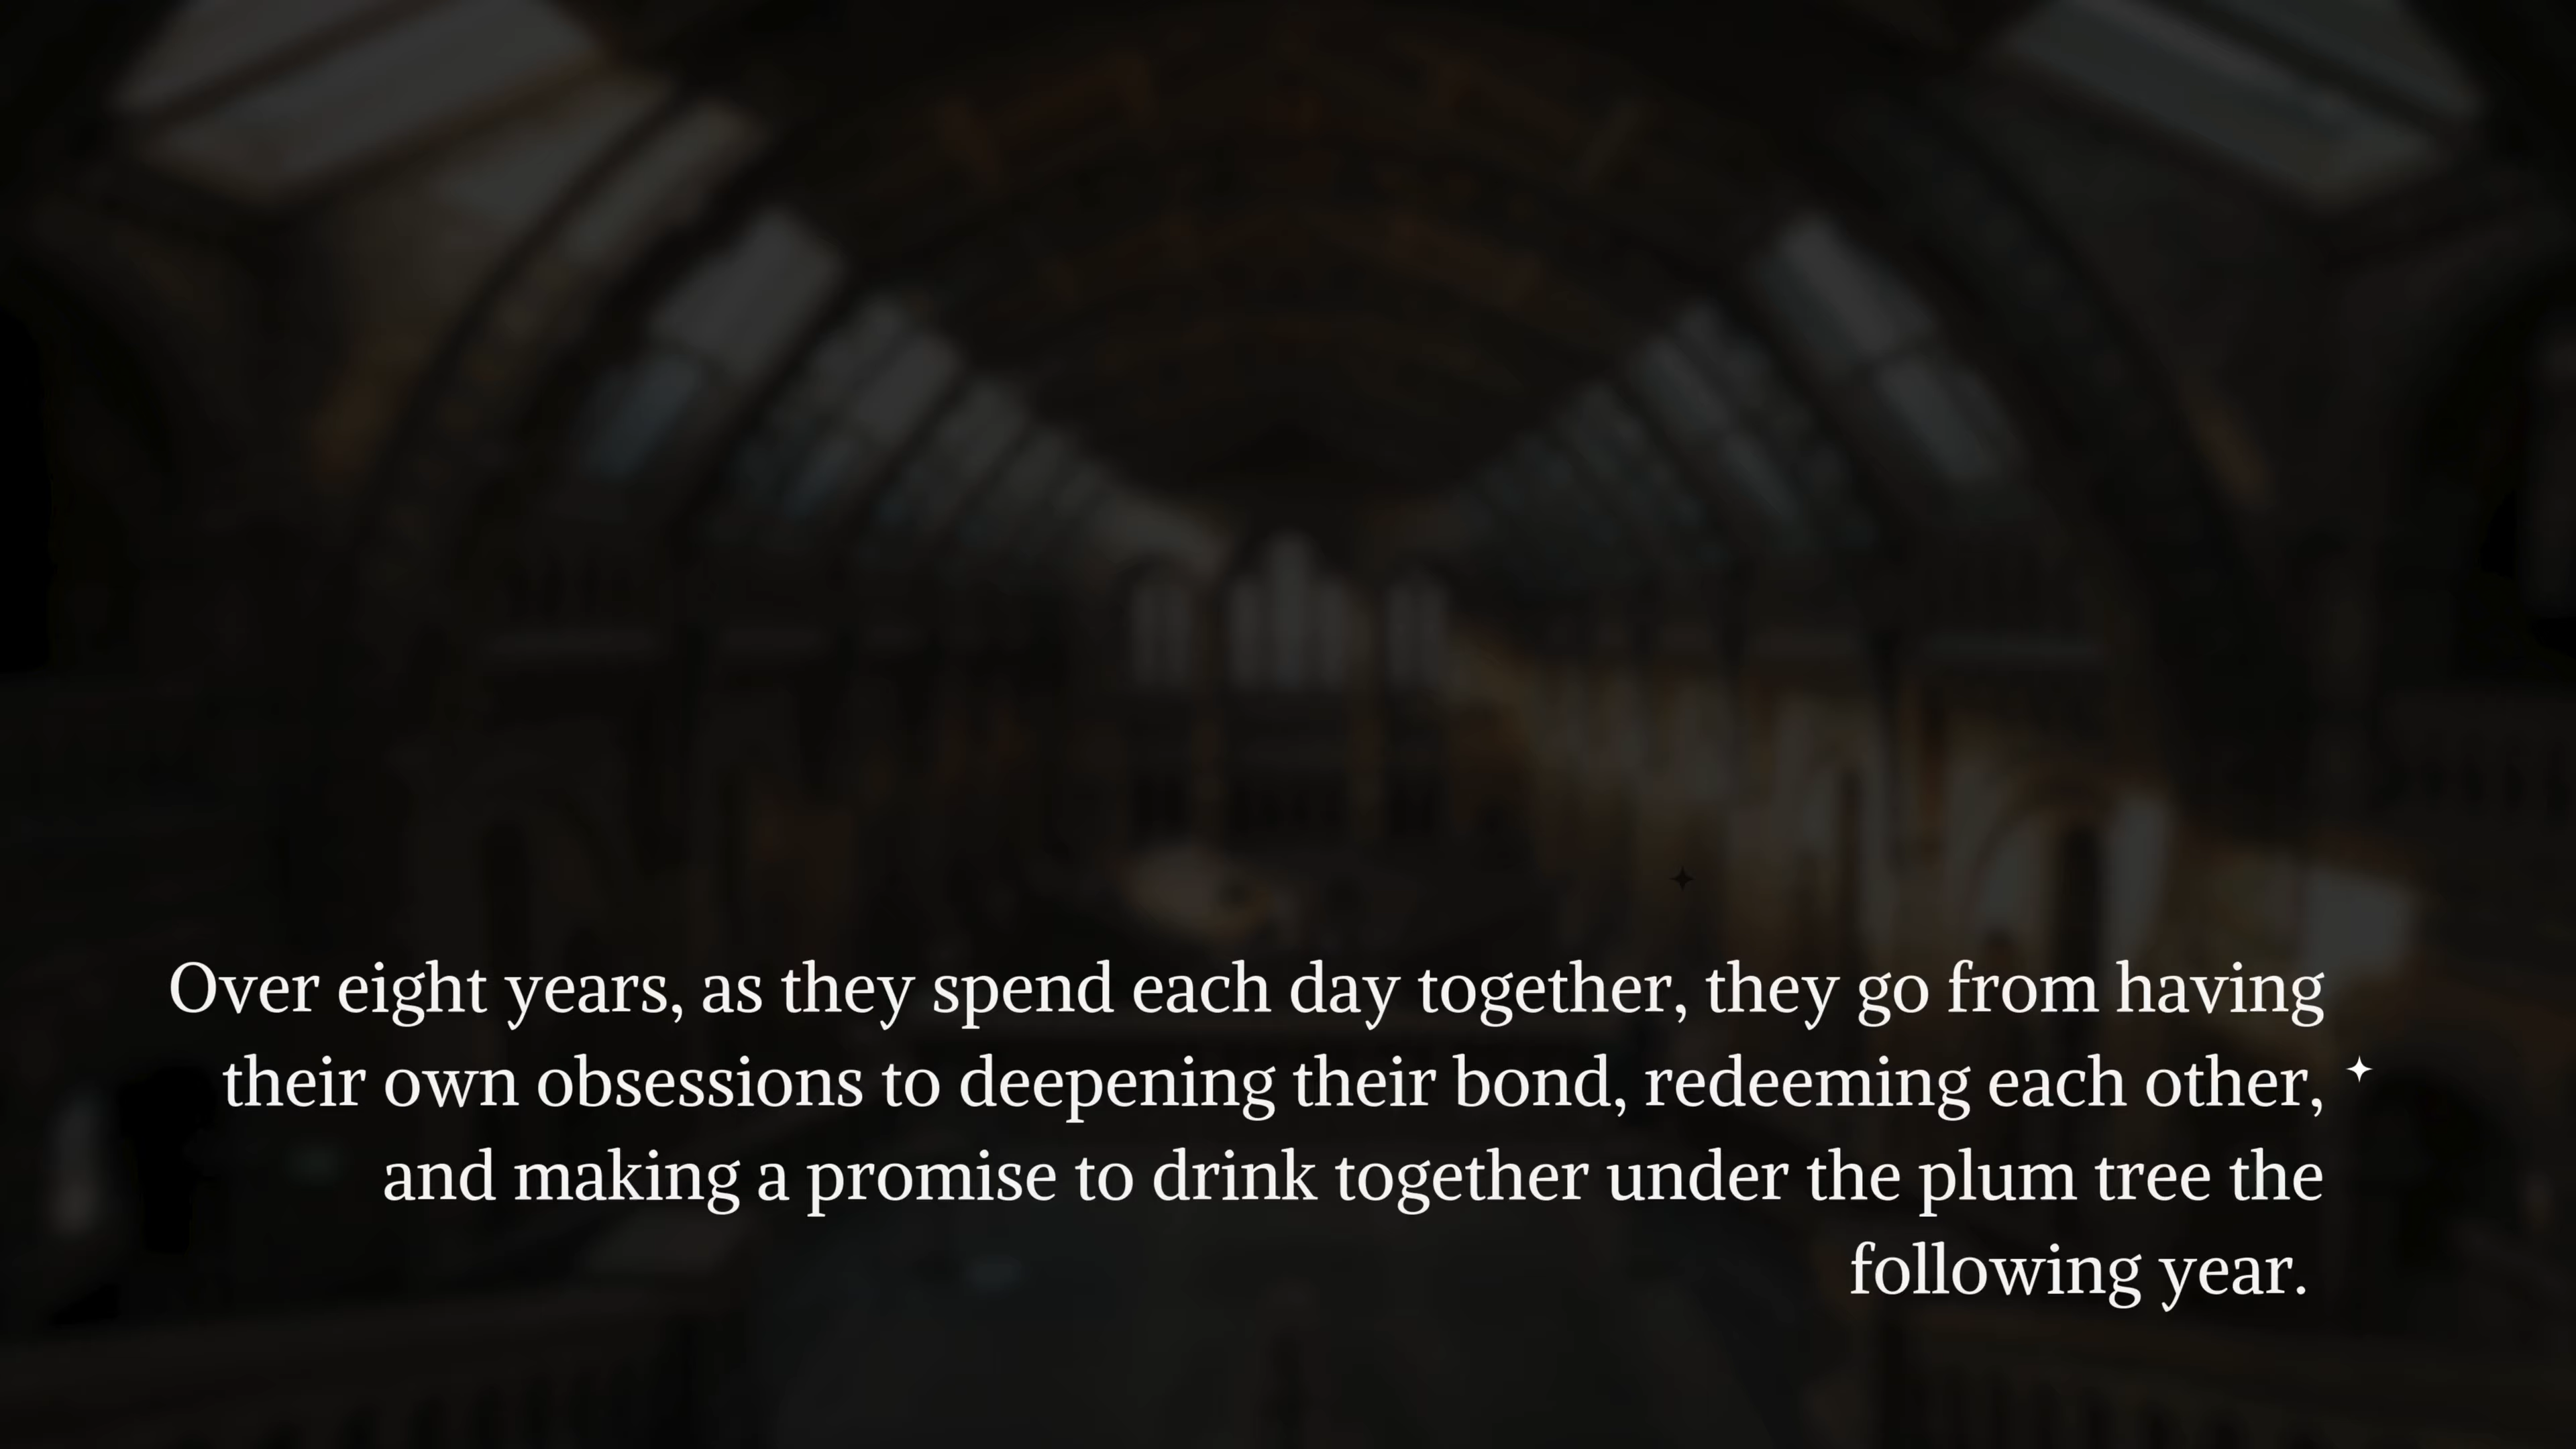 Over eight years, as they spend each day together, they go from having
their own obsessions to deepening their bond, redeeming each other,
and making a promise to drink together under the plum tree the
following year.